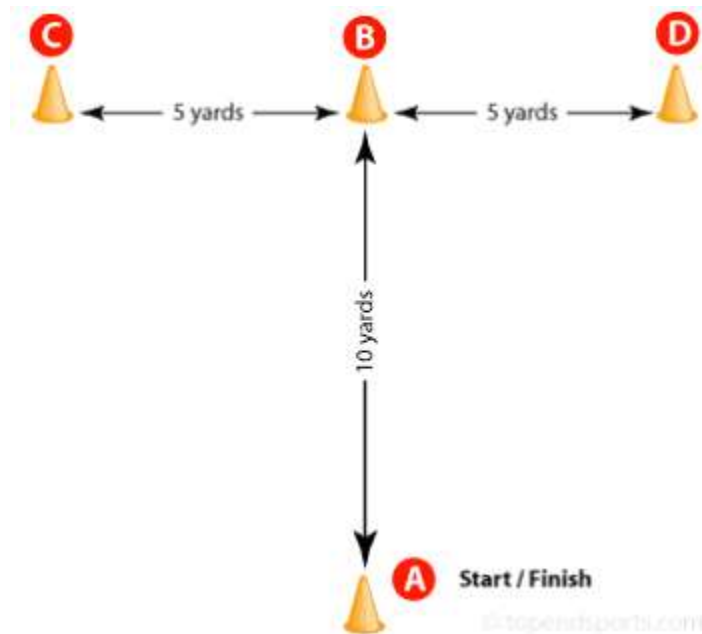 C B D
5 yards 5 yards
10 yards
A Start / Finish
© topendsports.com